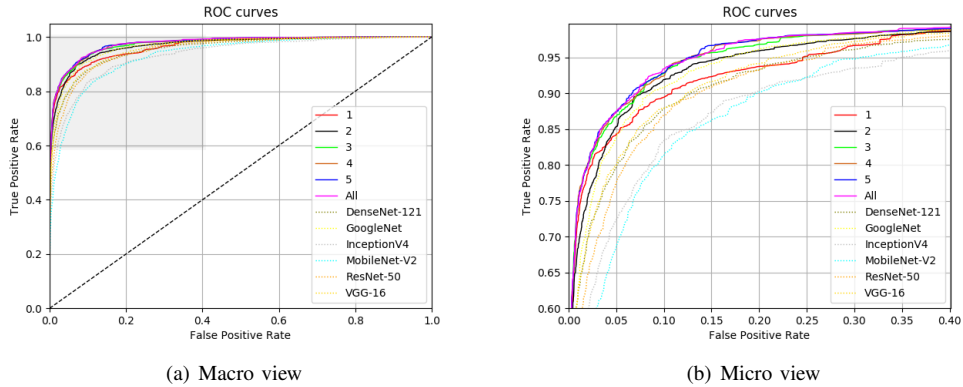 ROC curves
True Positive Rate
1.0
0.8
0.6
0.4
0.2
0.0
1
2
3
4
5
All
DenseNet-121
GoogleNet
InceptionV4
MobileNet-V2
ResNet-50
VGG-16
0.0 0.2 0.4 0.6 0.8 1.0
False Positive Rate
(a) Macro view
ROC curves
True Positive Rate
0.95
0.90
0.85
0.80
0.75
0.70
0.65
0.60
1
2
3
4
5
All
DenseNet-121
GoogleNet
InceptionV4
MobileNet-V2
ResNet-50
VGG-16
0.00 0.05 0.10 0.15 0.20 0.25 0.30 0.35 0.40
False Positive Rate
(b) Micro view